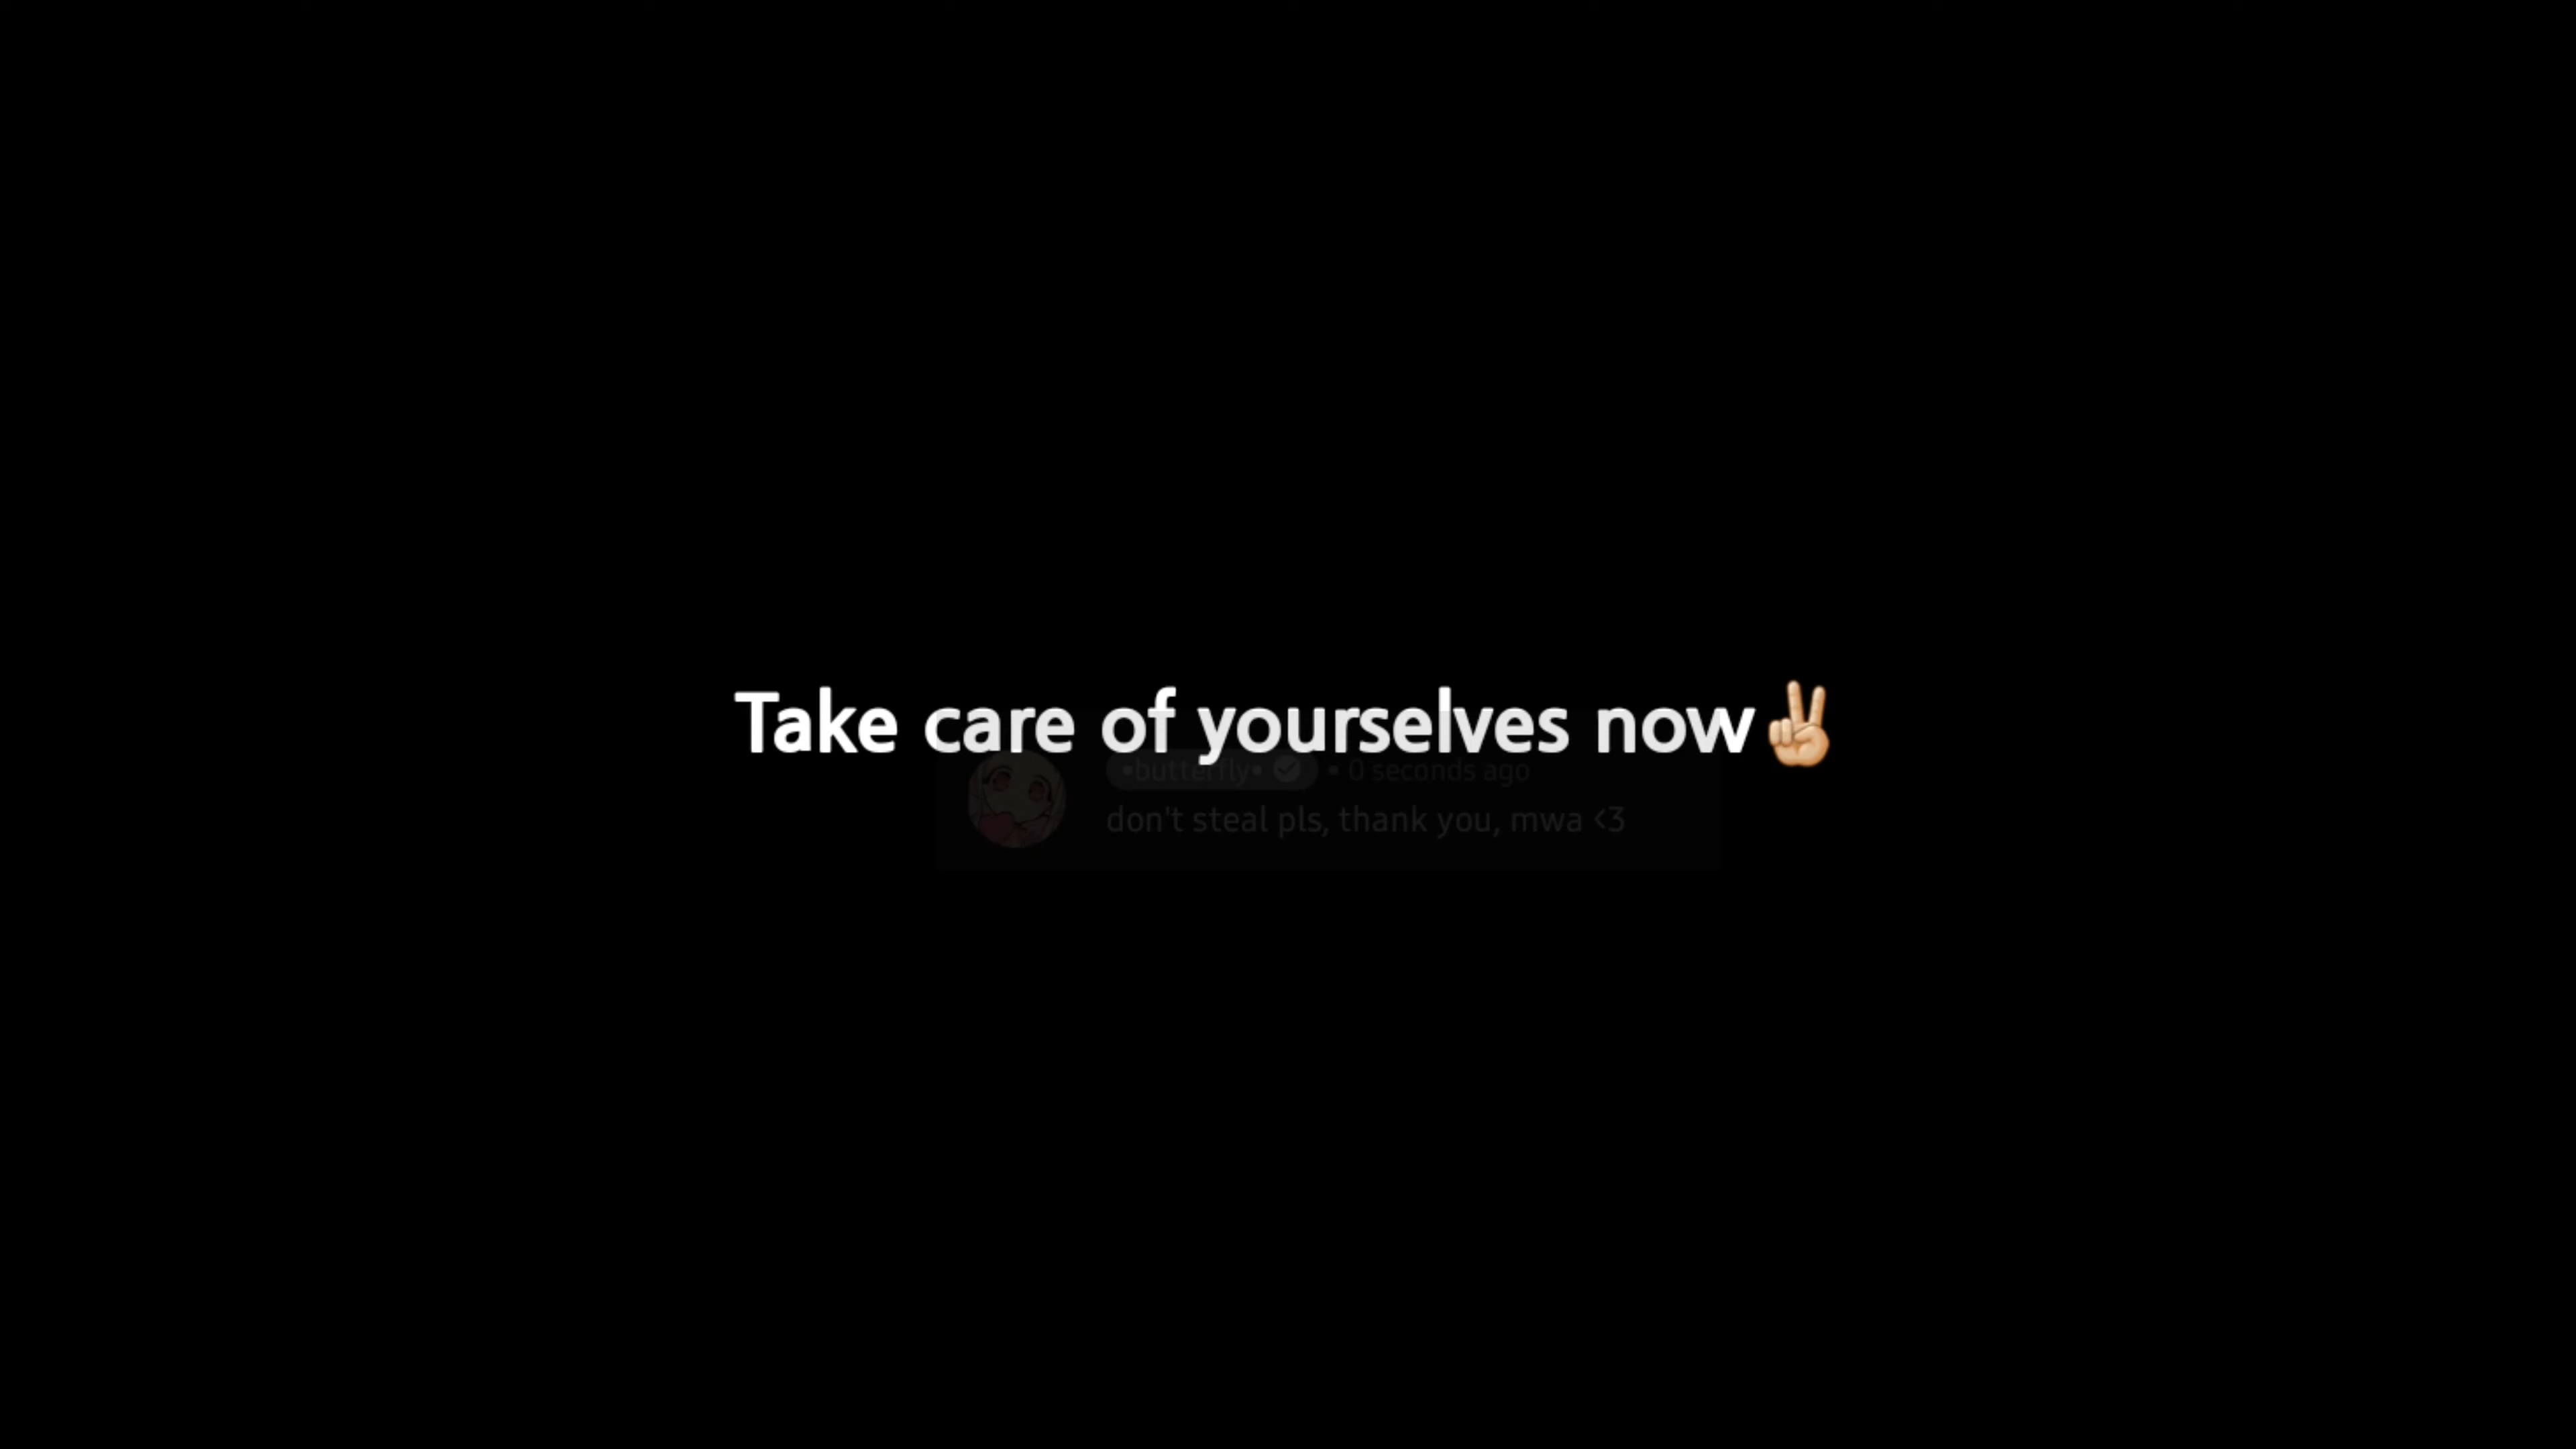 Take care of yourselves now✌🏼
•butterfly• • 0 seconds ago
don't steal pls, thank you, mwa <3